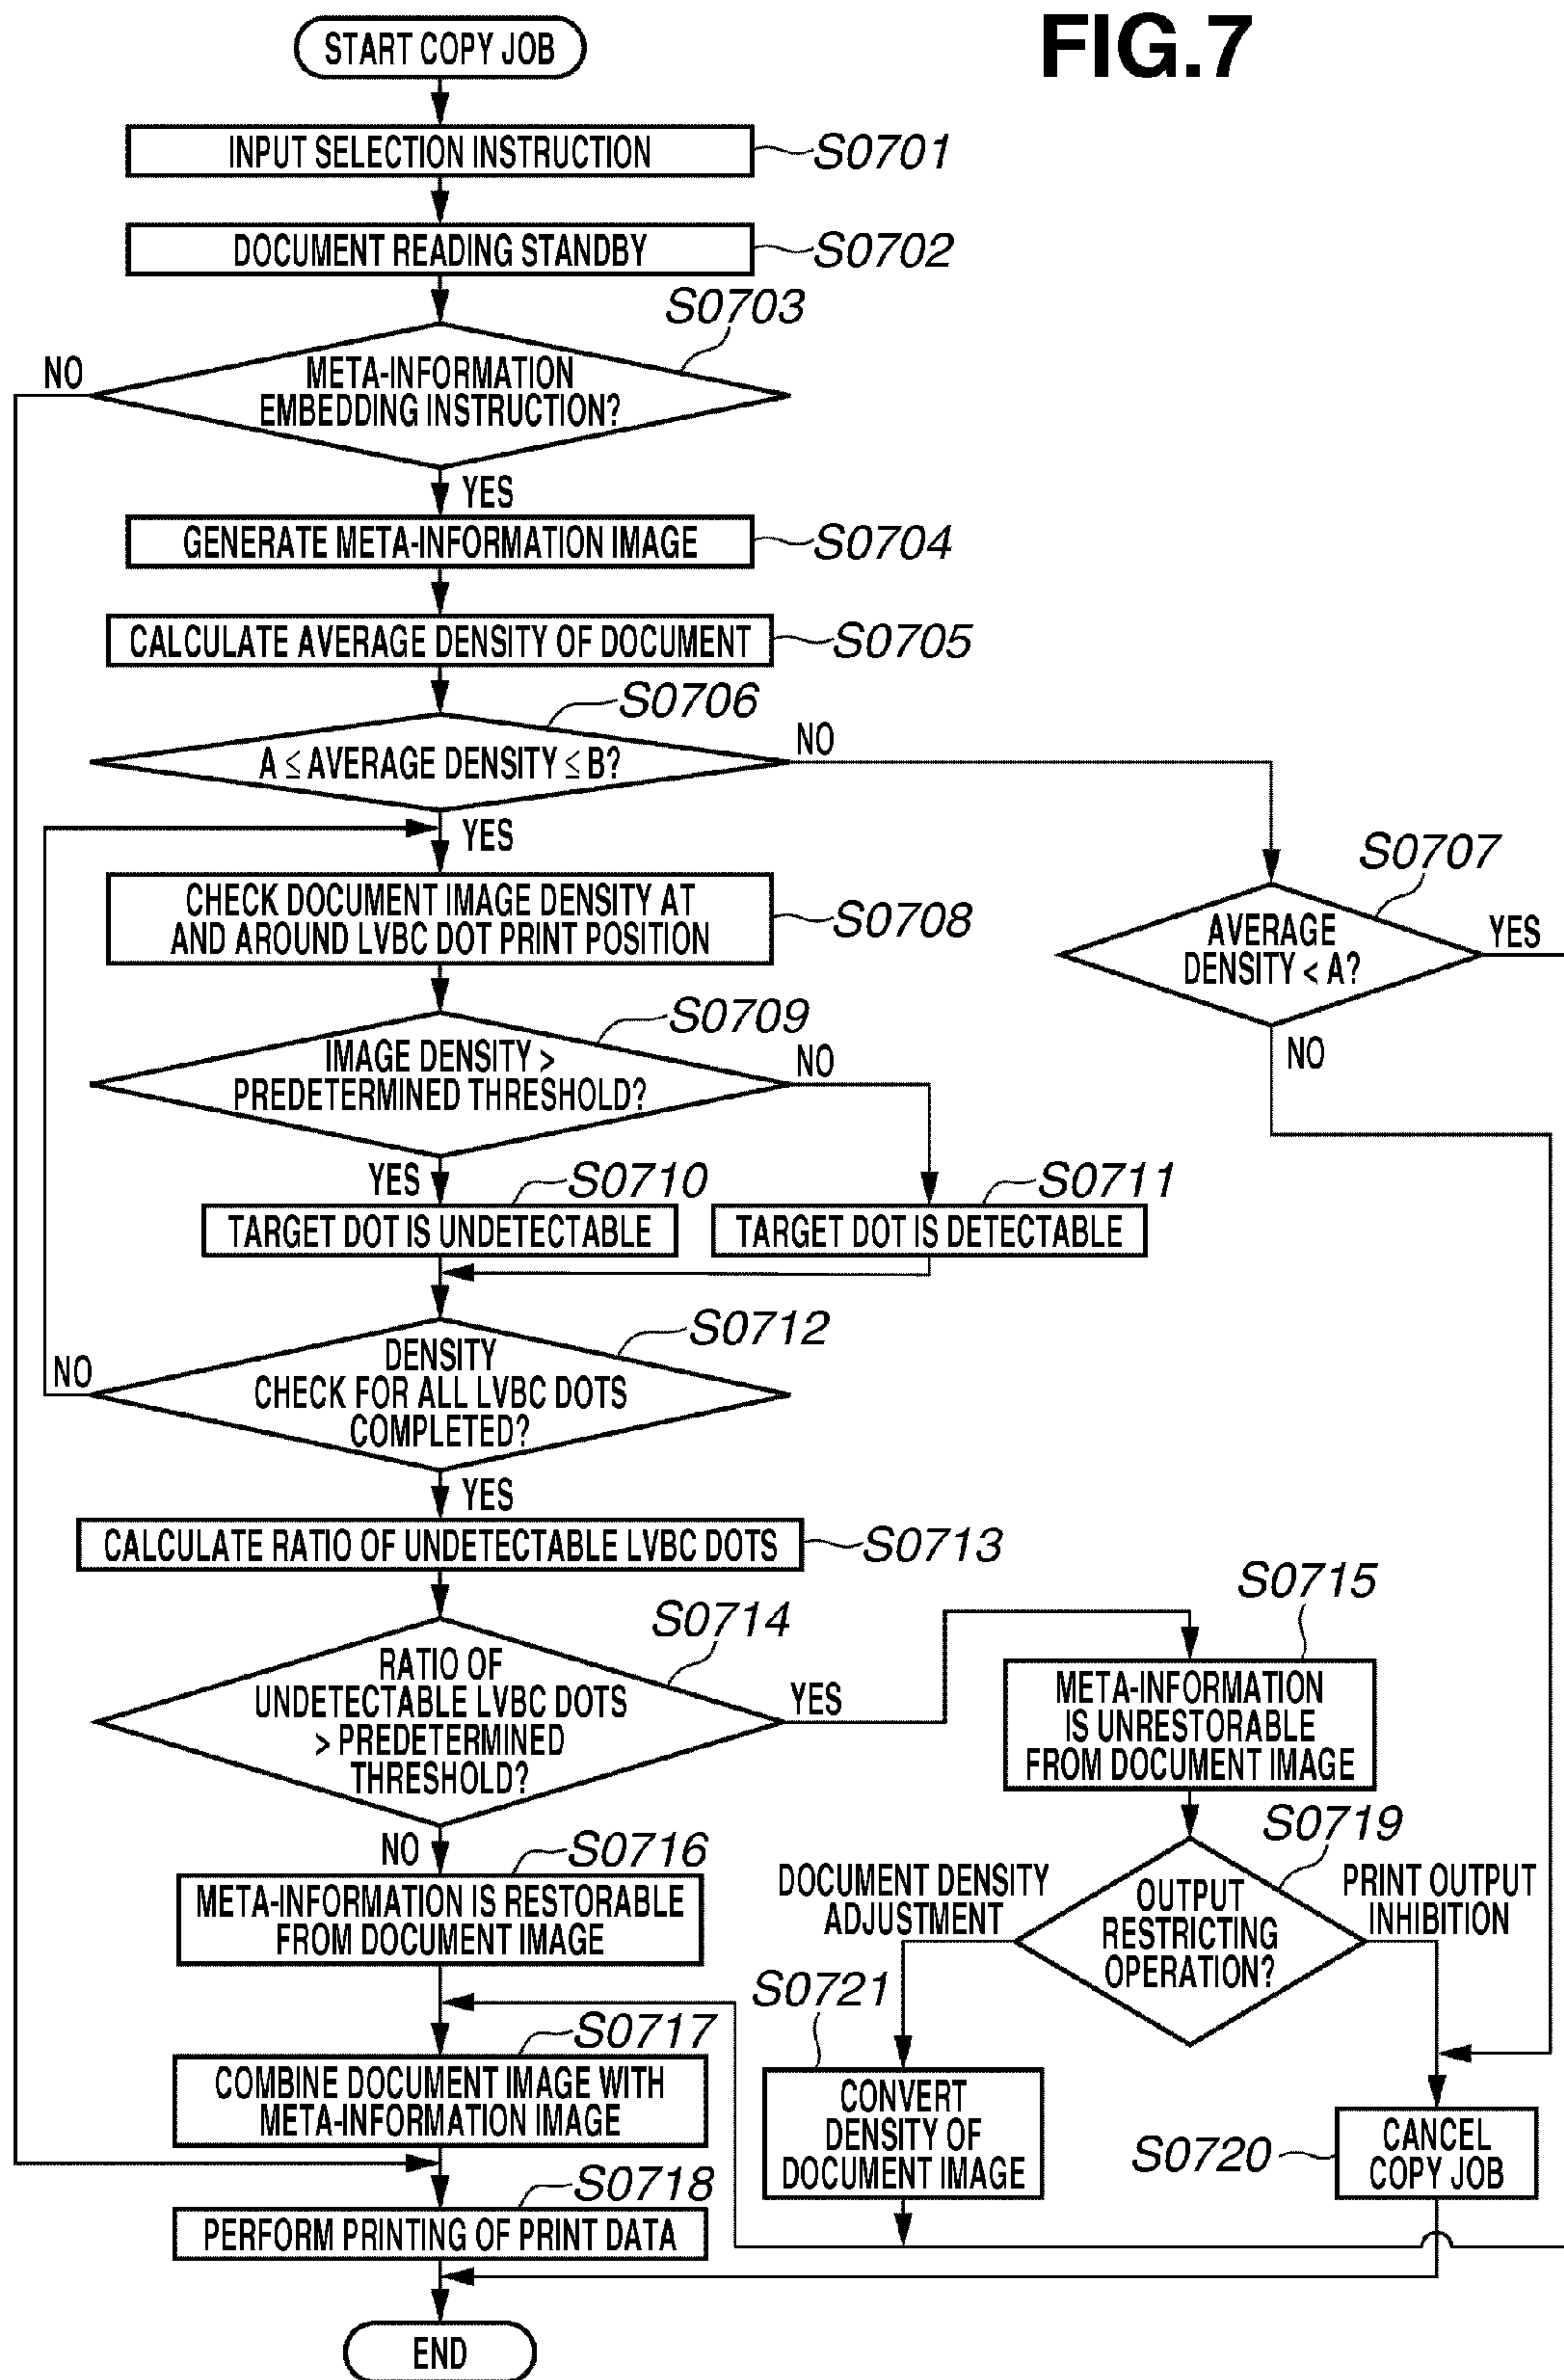 FIG.7
START COPY JOB
INPUT SELECTION INSTRUCTION
S0701
DOCUMENT READING STANDBY
S0702
S0703
NO
META-INFORMATION
EMBEDDING INSTRUCTION?
YES
GENERATE META-INFORMATION IMAGE
S0704
CALCULATE AVERAGE DENSITY OF DOCUMENT
S0705
S0706
A ≤ AVERAGE DENSITY ≤ B?
NO
YES
S0707
AVERAGE
DENSITY < A?
YES
NO
CHECK DOCUMENT IMAGE DENSITY AT
AND AROUND LVBC DOT PRINT POSITION
S0708
S0709
IMAGE DENSITY >
PREDETERMINED THRESHOLD?
NO
YES
S0710
S0711
TARGET DOT IS UNDETECTABLE
TARGET DOT IS DETECTABLE
S0712
DENSITY
CHECK FOR ALL LVBC DOTS
COMPLETED?
NO
YES
CALCULATE RATIO OF UNDETECTABLE LVBC DOTS
S0713
S0714
RATIO OF
UNDETECTABLE LVBC DOTS
> PREDETERMINED
THRESHOLD?
YES
NO
S0715
META-INFORMATION
IS UNRESTORABLE
FROM DOCUMENT IMAGE
S0716
META-INFORMATION IS RESTORABLE
FROM DOCUMENT IMAGE
S0719
DOCUMENT DENSITY
ADJUSTMENT
OUTPUT
RESTRICTING
OPERATION?
PRINT OUTPUT
INHIBITION
S0717
COMBINE DOCUMENT IMAGE WITH
META-INFORMATION IMAGE
S0721
CONVERT
DENSITY OF
DOCUMENT IMAGE
S0720
CANCEL
COPY JOB
S0718
PERFORM PRINTING OF PRINT DATA
END